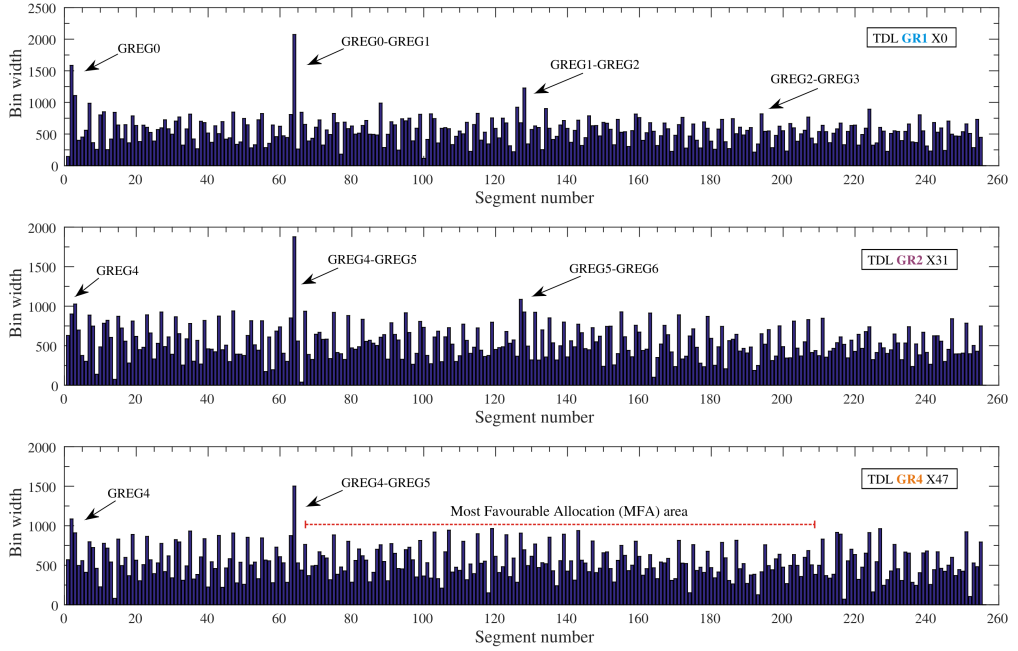 2500
2000
1500
1000
500
0
Bin width
GREG0
GREG0-GREG1
GREG1-GREG2
GREG2-GREG3
TDL GR1 X0
0 20 40 60 80 100 120 140 160 180 200 220 240 260
Segment number
2000
1500
1000
500
0
Bin width
GREG4
GREG4-GREG5
GREG5-GREG6
TDL GR2 X31
0 20 40 60 80 100 120 140 160 180 200 220 240 260
Segment number
2000
1500
1000
500
0
Bin width
GREG4
GREG4-GREG5
Most Favourable Allocation (MFA) area
TDL GR4 X47
0 20 40 60 80 100 120 140 160 180 200 220 240 260
Segment number